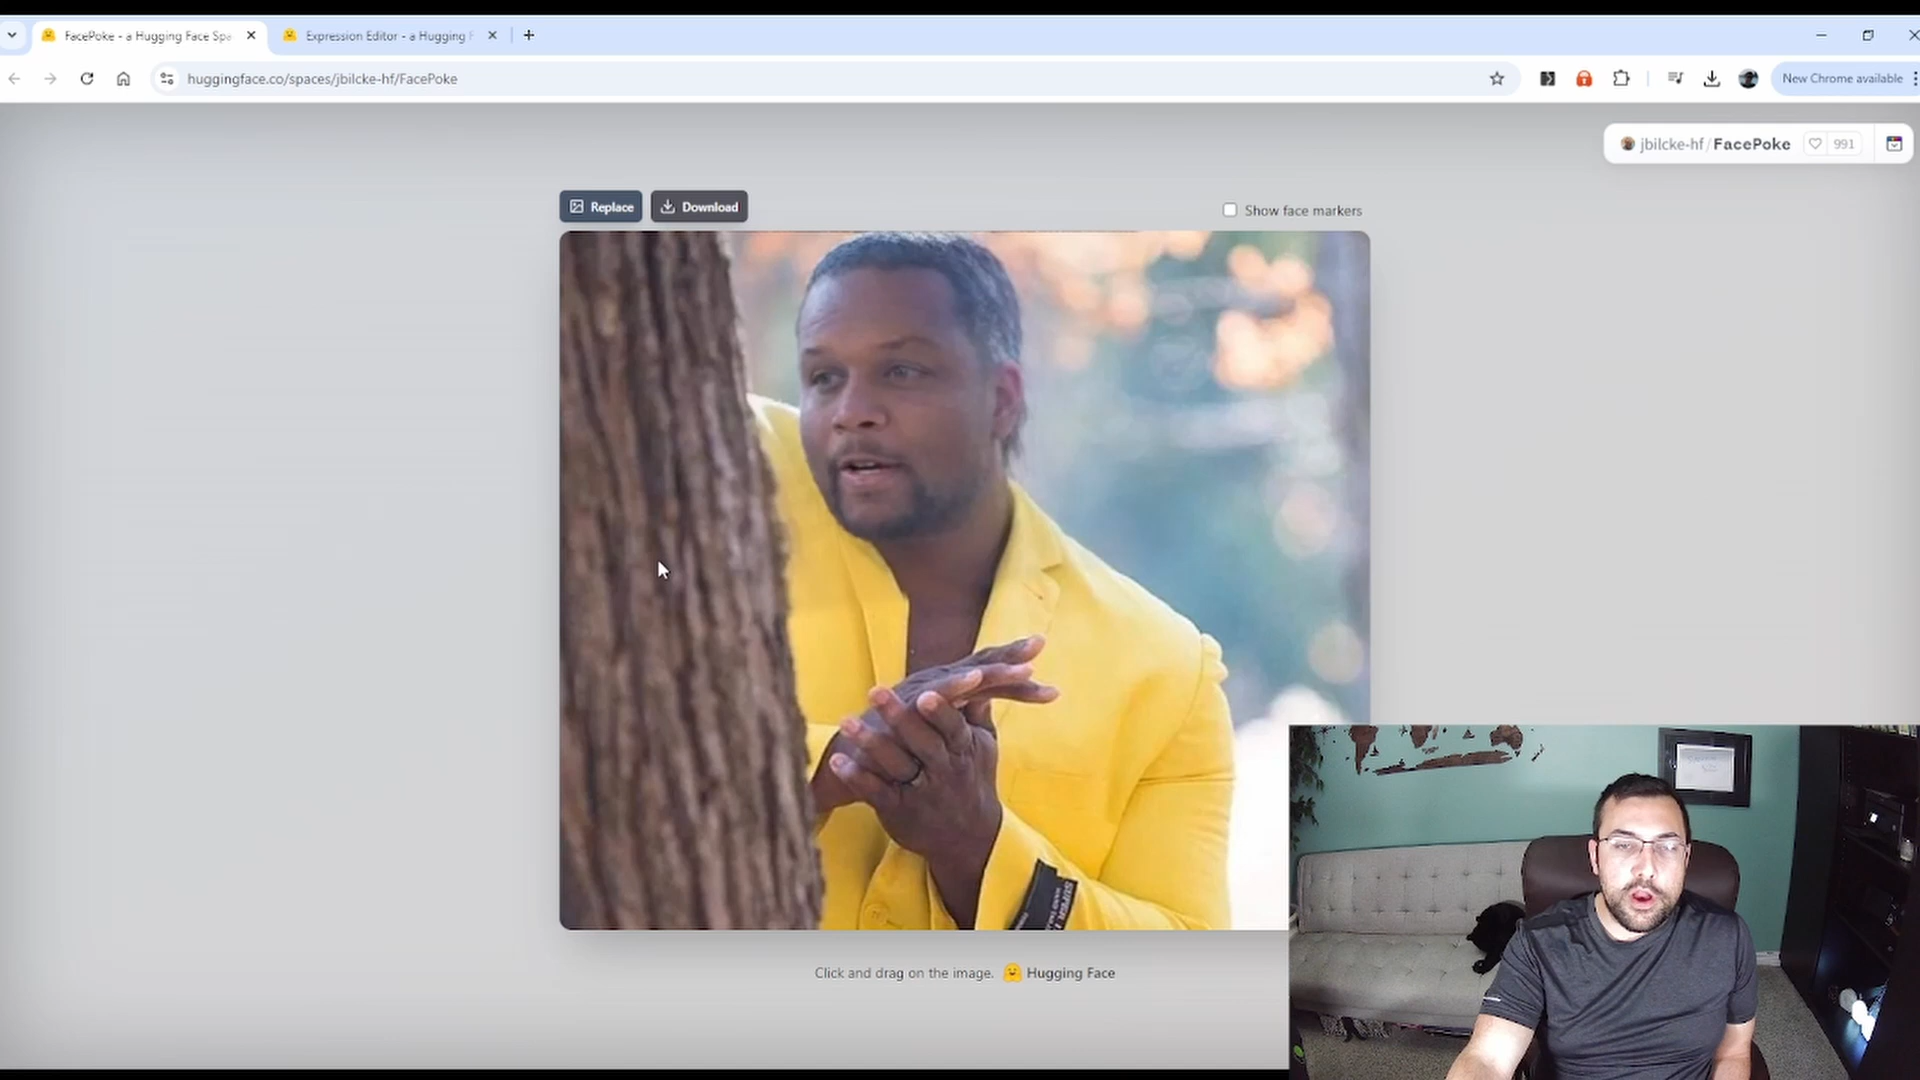 FacePoke - a Hugging Face Spa
Expression Editor - a Hugging F
huggingface.co/spaces/jbilcke-hf/FacePoke
New Chrome available
jbilcke-hf/FacePoke
991
Replace
Download
Show face markers
SUPER
Click and drag on the image.
Hugging Face